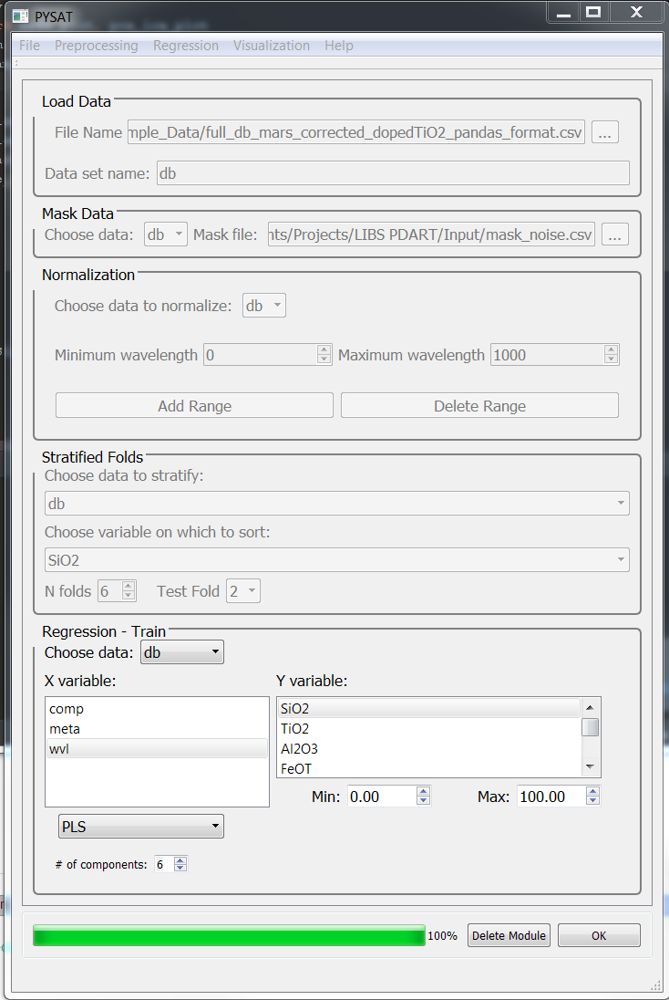 PYSAT
File Preprocessing Regression Visualization Help
Load Data
File Name mple_Data/full_db_mars_corrected_dopedTiO2_pandas_format.csv ...
Data set name: db
Mask Data
Choose data: db Mask file: nts/Projects/LIBS PDART/Input/mask_noise.csv ...
Normalization
Choose data to normalize: db
Minimum wavelength 0 Maximum wavelength 1000
Add Range Delete Range
Stratified Folds
Choose data to stratify:
db
Choose variable on which to sort:
SiO2
N folds 6 Test Fold 2
Regression - Train
Choose data: db
X variable: Y variable:
comp SiO2
meta TiO2
wvl Al2O3
FeOT
Min: 0.00 Max: 100.00
PLS
# of components: 6
100% Delete Module OK